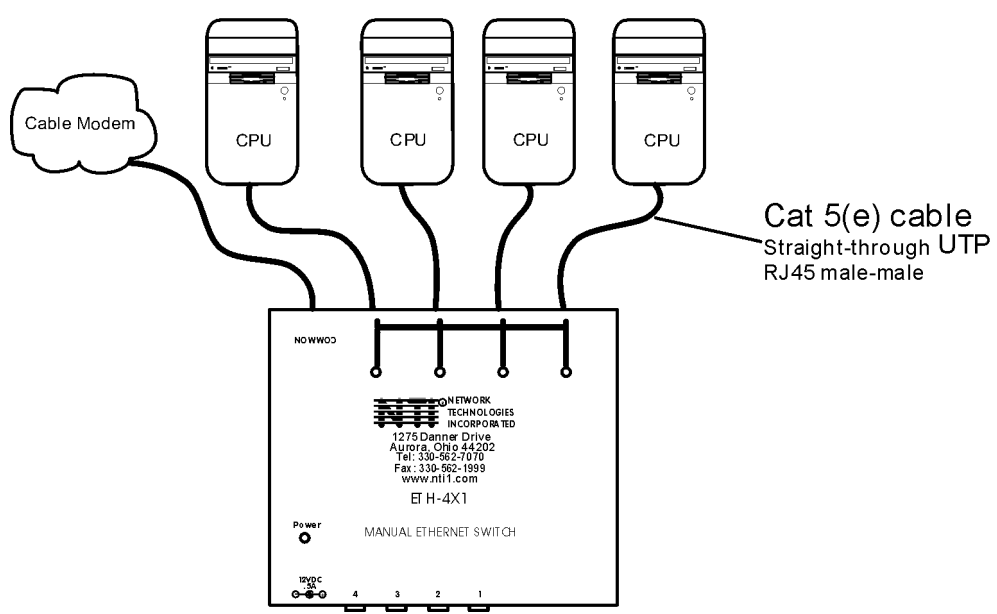 Cable Modem
CPU
CPU
CPU
CPU
Cat 5(e) cable
Straight-through UTP
RJ45 male-male
COMMON
NTI
NETWORK
TECHNOLOGIES
INCORPORATED
1275 Danner Drive
Aurora, Ohio 44202
Tel: 330-562-7070
Fax: 330-562-1999
www.nti1.com
ETH-4X1
MANUAL ETHERNET SWITCH
Power
12VDC
.5A
4 3 2 1